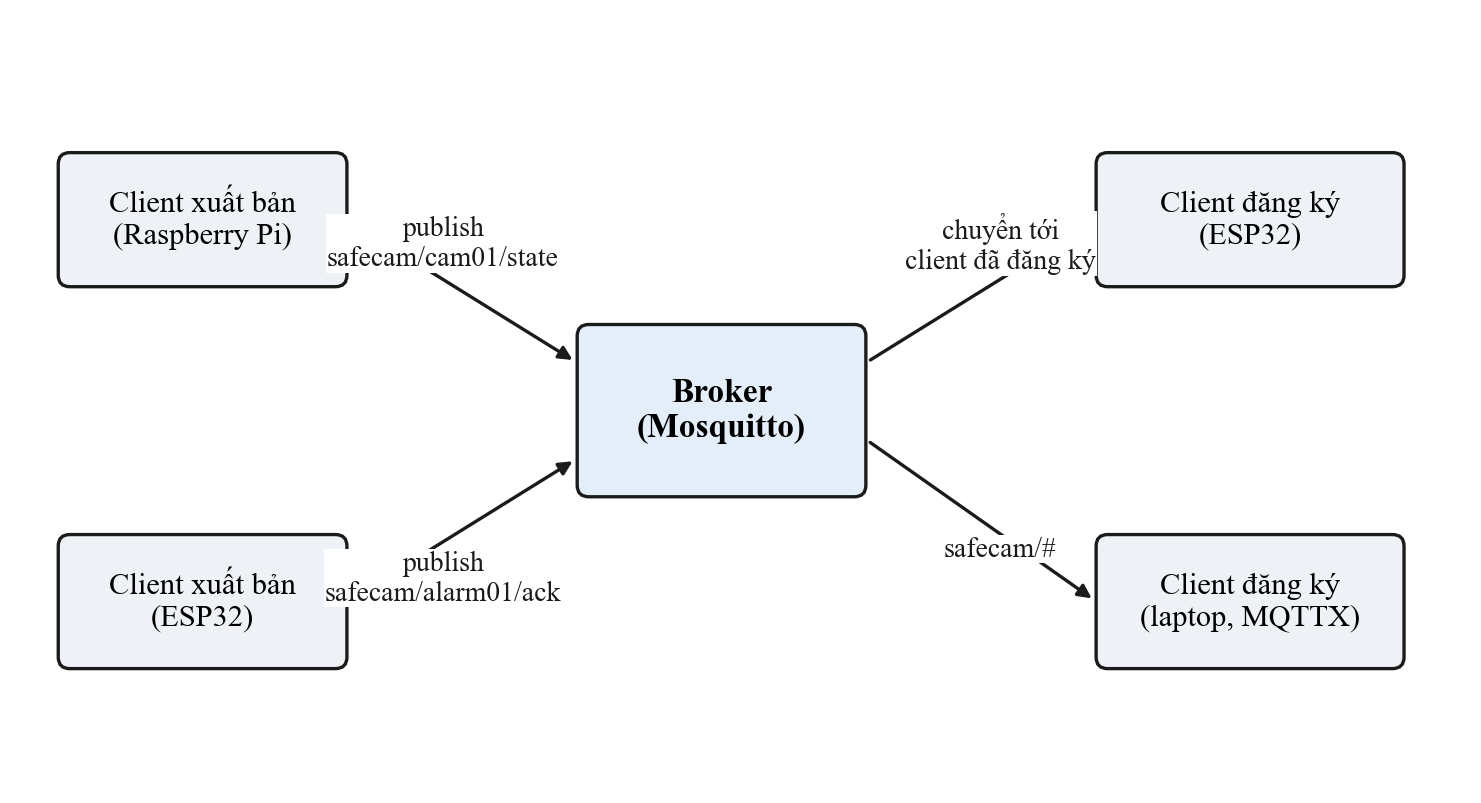 Client xuất bản
(Raspberry Pi)
publish
safecam/cam01/state
chuyển tới
client đã đăng ký
Client đăng ký
(ESP32)
Broker
(Mosquitto)
Client xuất bản
(ESP32)
publish
safecam/alarm01/ack
safecam/#
Client đăng ký
(laptop, MQTTX)